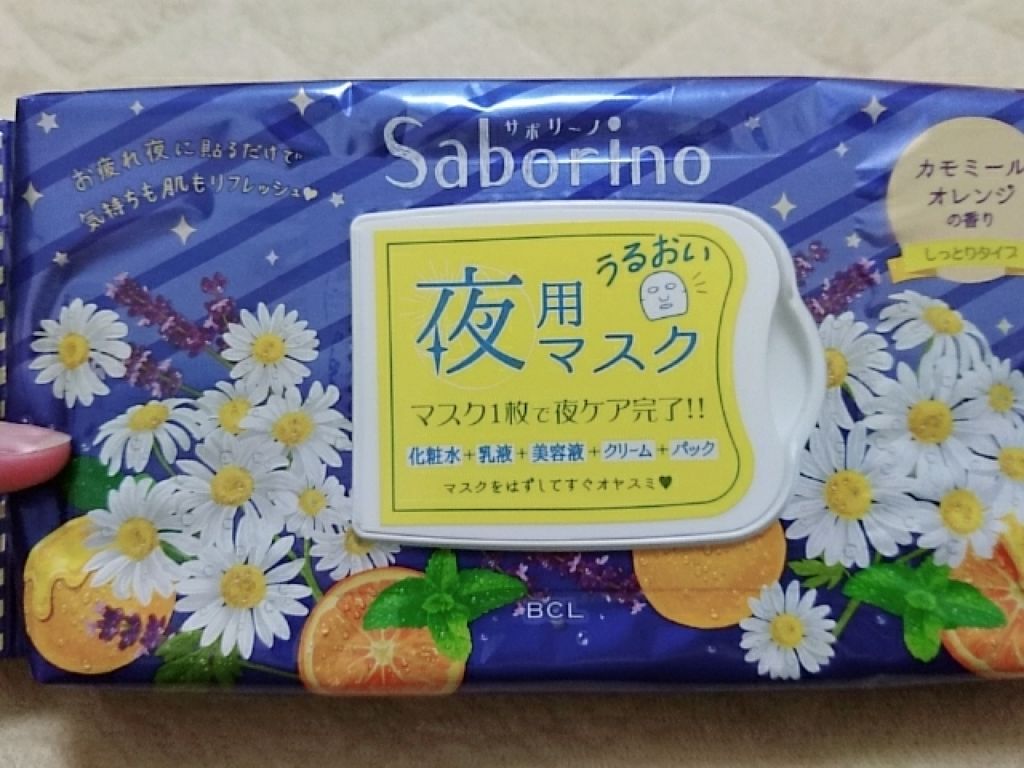 サボリーノ
Saborino
お疲れ夜に貼るだけで
気持ちも肌もリフレッシュ♥
カモミール
オレンジ
の香り
しっとりタイプ
うるおい
夜用
マスク
マスク1枚で夜ケア完了!!
化粧水+乳液+美容液+クリーム+パック
マスクをはずしてすぐオヤスミ♥
BCL